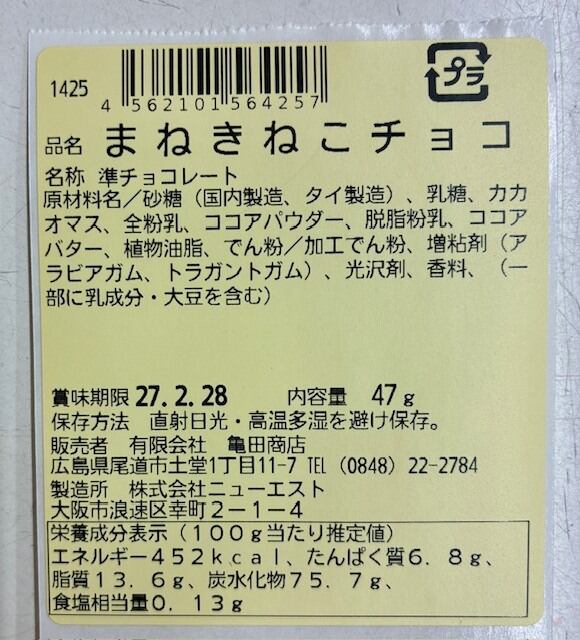 1425
4 562101 564257
プラ
品名 まねきねこチョコ
名称 準チョコレート
原材料名／砂糖（国内製造、タイ製造）、乳糖、カカ
オマス、全粉乳、ココアパウダー、脱脂粉乳、ココア
バター、植物油脂、でん粉／加工でん粉、増粘剤（ア
ラビアガム、トラガントガム）、光沢剤、香料、（一
部に乳成分・大豆を含む）
賞味期限 27.2.28 内容量 47g
保存方法 直射日光・高温多湿を避け保存。
販売者 有限会社 亀田商店
広島県尾道市土堂1丁目11-7 TEL（0848）22-2784
製造所 株式会社ニューエスト
大阪市浪速区幸町2－1－4
栄養成分表示（100g当たり推定値）
エネルギー452kcal、たんぱく質6.8g、
脂質13.6g、炭水化物75.7g、
食塩相当量0.13g